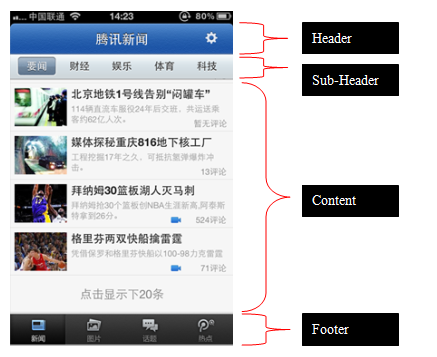 中国联通
14:23
80%
腾讯新闻
Header
要闻 财经 娱乐 体育 科技
Sub-Header
北京地铁1号线告别“闷罐车”
114辆直流车服役24年后交班，共运送乘
客约62亿人次。
暂无评论
媒体探秘重庆816地下核工厂
工程挖掘17年之久，可抵氢弹爆炸冲
击。
13评论
拜纳姆30篮板湖人灭马刺
拜纳姆抢30个篮板创NBA生涯新高,阿泰斯
特拿到26分。
524评论
Content
格里芬两双快船擒雷霆
凭借保罗和格里芬快船以100-98力克雷霆
71评论
点击显示下20条
新闻 图片 话题 热点
Footer